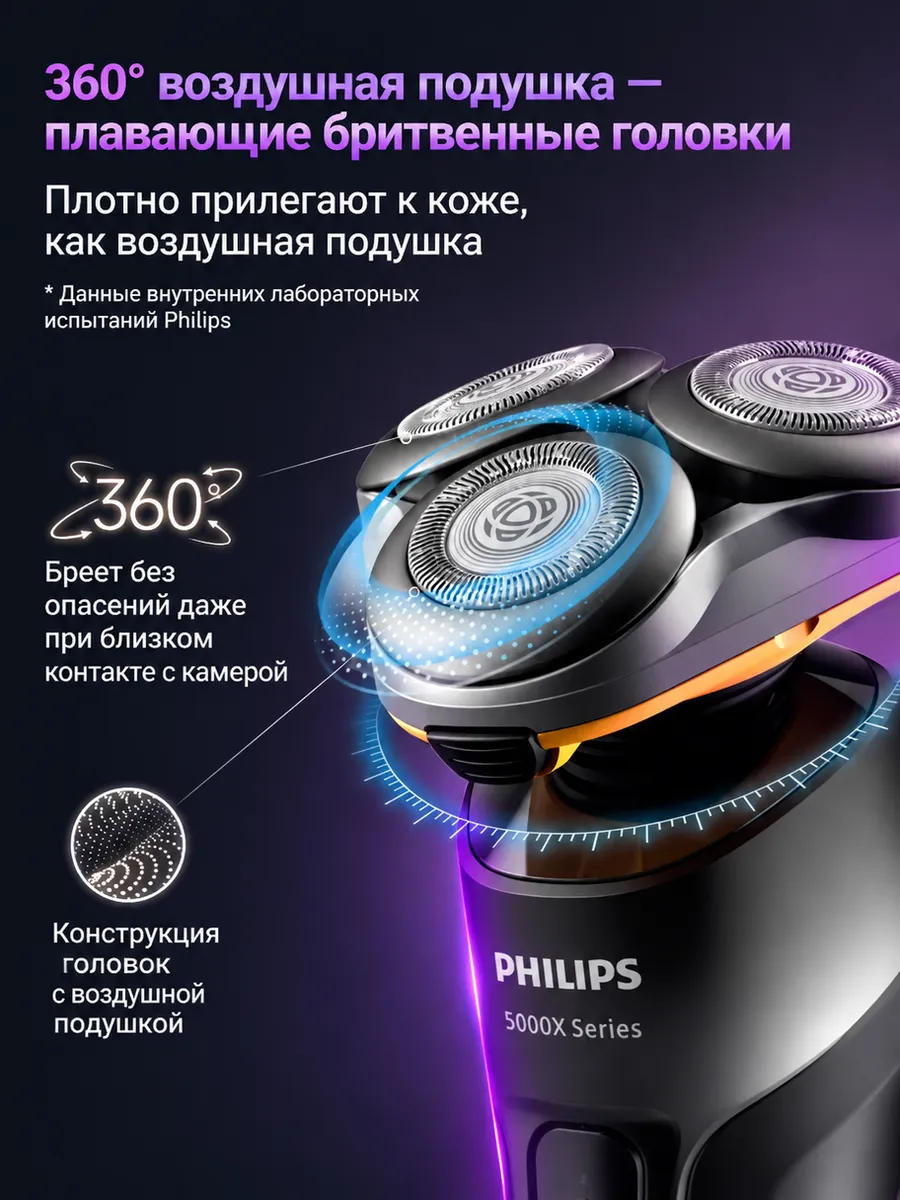 360° воздушная подушка —
плавающие бритвенные головки
Плотно прилегают к коже,
как воздушная подушка
* Данные внутренних лабораторных
испытаний Philips
360°
Бреет без
опасений даже
при близком
контакте с камерой
Конструкция
головок
с воздушной
подушкой
PHILIPS
5000X Series